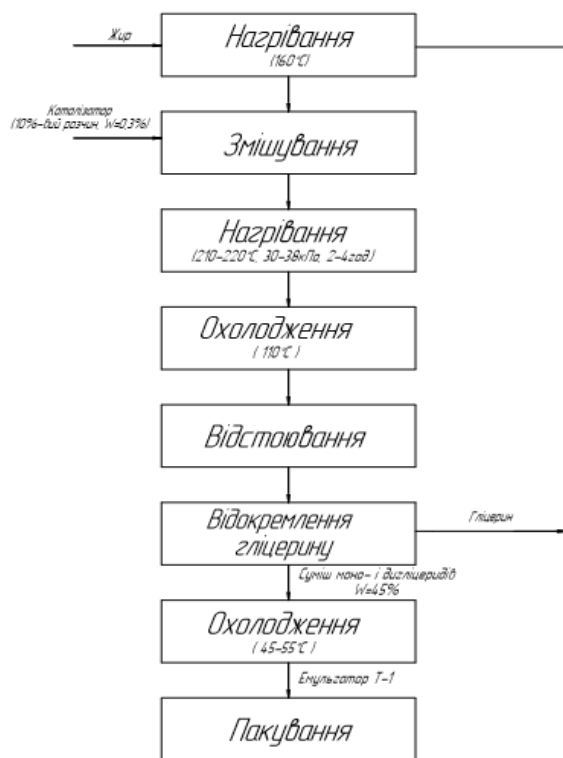 Жир
Нагрівання
(160°С)
Каталізатор
(10%-вий розчин, W=0,3%)
Змішування
Нагрівання
(210-220°С, 30-38кПа, 2-4год)
Охолодження
( 110°С)
Відстоювання
Відокремлення
гліцерину
Гліцерин
Суміш моно- і дигліцеридів
W=45%
Охолодження
( 45-55°С)
Емульгатор Т-1
Пакування